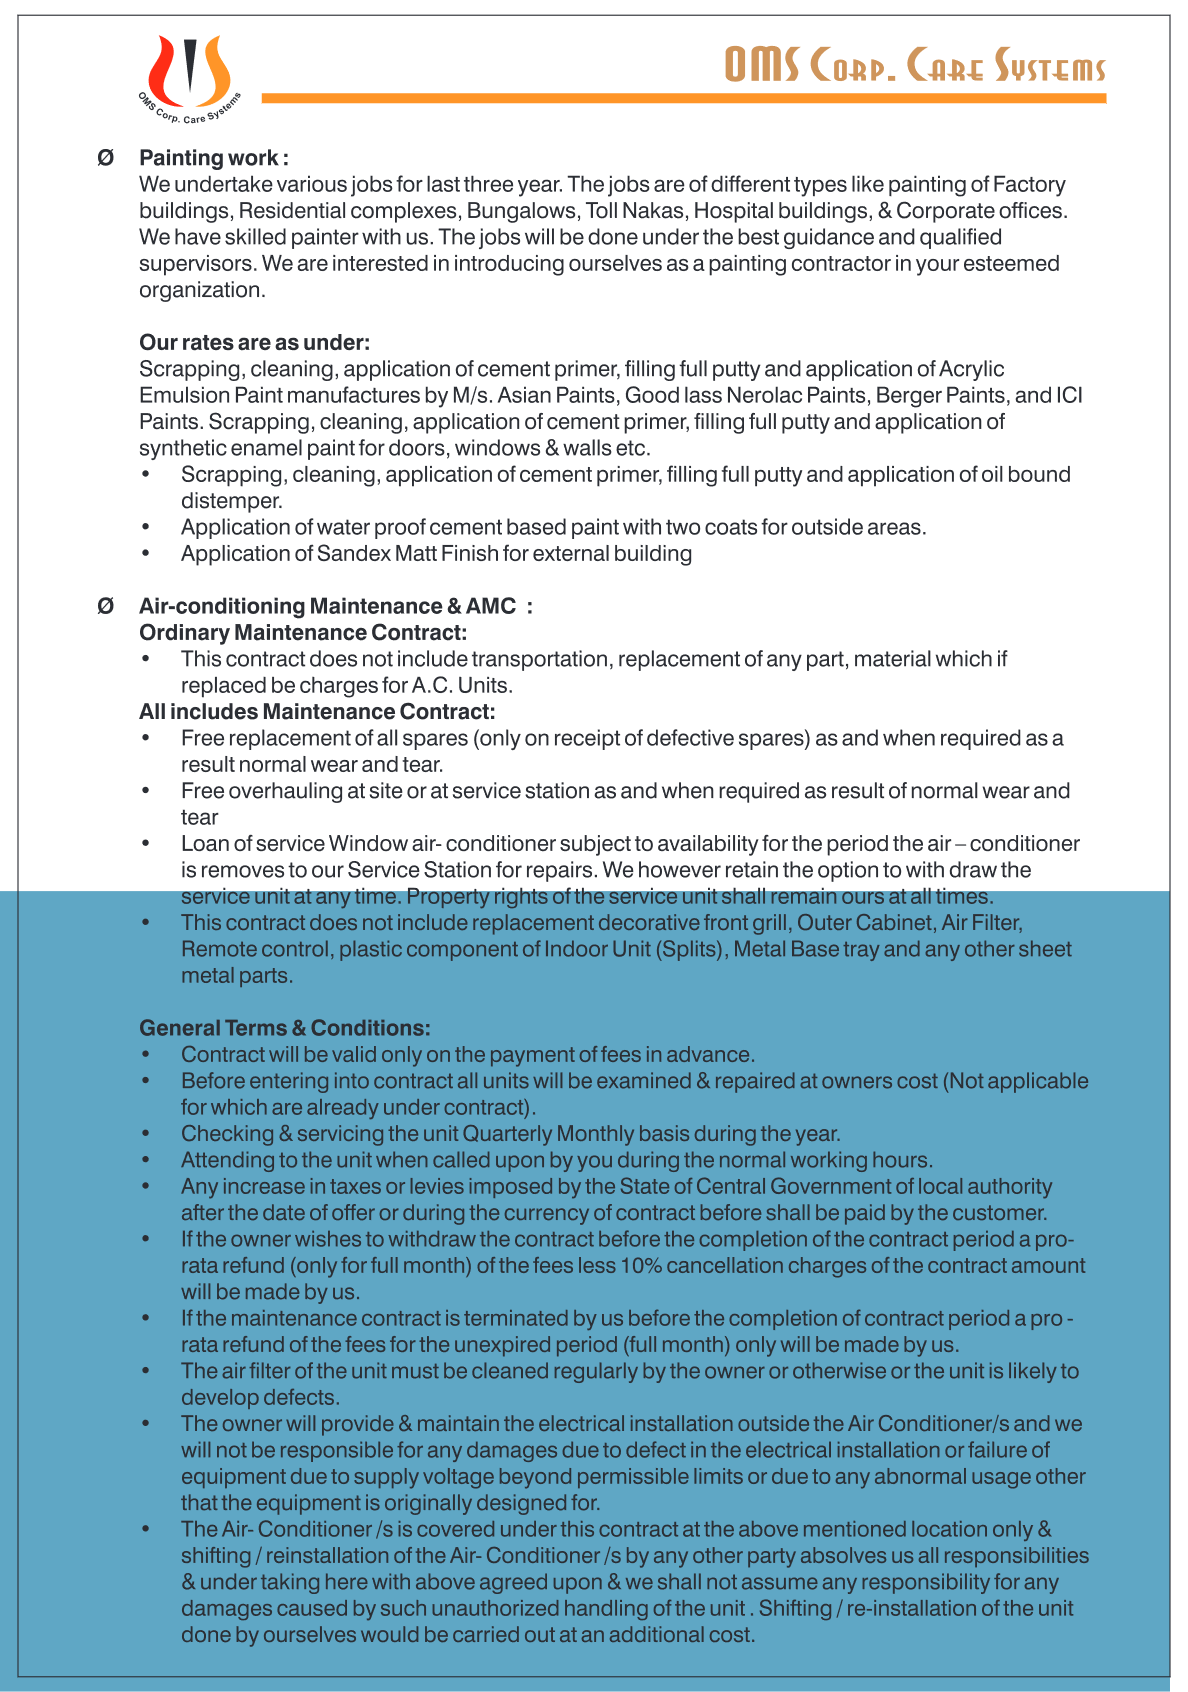 OMS Corp. Care Systems
OMS Corp. Care Systems
Ø Painting work :
We undertake various jobs for last three year. The jobs are of different types like painting of Factory
buildings, Residential complexes, Bungalows, Toll Nakas, Hospital buildings, & Corporate offices.
We have skilled painter with us. The jobs will be done under the best guidance and qualified
supervisors. We are interested in introducing ourselves as a painting contractor in your esteemed
organization.
Our rates are as under:
Scrapping, cleaning, application of cement primer, filling full putty and application of Acrylic
Emulsion Paint manufactures by M/s. Asian Paints, Good lass Nerolac Paints, Berger Paints, and ICI
Paints. Scrapping, cleaning, application of cement primer, filling full putty and application of
synthetic enamel paint for doors, windows & walls etc.
• Scrapping, cleaning, application of cement primer, filling full putty and application of oil bound
distemper.
• Application of water proof cement based paint with two coats for outside areas.
• Application of Sandex Matt Finish for external building
Ø Air-conditioning Maintenance & AMC :
Ordinary Maintenance Contract:
• This contract does not include transportation, replacement of any part, material which if
replaced be charges for A.C. Units.
All includes Maintenance Contract:
• Free replacement of all spares (only on receipt of defective spares) as and when required as a
result normal wear and tear.
• Free overhauling at site or at service station as and when required as result of normal wear and
tear
• Loan of service Window air- conditioner subject to availability for the period the air – conditioner
is removes to our Service Station for repairs. We however retain the option to with draw the
service unit at any time. Property rights of the service unit shall remain ours at all times.
• This contract does not include replacement decorative front grill, Outer Cabinet, Air Filter,
Remote control, plastic component of Indoor Unit (Splits), Metal Base tray and any other sheet
metal parts.
General Terms & Conditions:
• Contract will be valid only on the payment of fees in advance.
• Before entering into contract all units will be examined & repaired at owners cost (Not applicable
for which are already under contract).
• Checking & servicing the unit Quarterly Monthly basis during the year.
• Attending to the unit when called upon by you during the normal working hours.
• Any increase in taxes or levies imposed by the State of Central Government of local authority
after the date of offer or during the currency of contract before shall be paid by the customer.
• If the owner wishes to withdraw the contract before the completion of the contract period a pro-
rata refund (only for full month) of the fees less 10% cancellation charges of the contract amount
will be made by us.
• If the maintenance contract is terminated by us before the completion of contract period a pro -
rata refund of the fees for the unexpired period (full month) only will be made by us.
• The air filter of the unit must be cleaned regularly by the owner or otherwise or the unit is likely to
develop defects.
• The owner will provide & maintain the electrical installation outside the Air Conditioner/s and we
will not be responsible for any damages due to defect in the electrical installation or failure of
equipment due to supply voltage beyond permissible limits or due to any abnormal usage other
that the equipment is originally designed for.
• The Air- Conditioner /s is covered under this contract at the above mentioned location only &
shifting / reinstallation of the Air- Conditioner /s by any other party absolves us all responsibilities
& under taking here with above agreed upon & we shall not assume any responsibility for any
damages caused by such unauthorized handling of the unit . Shifting / re-installation of the unit
done by ourselves would be carried out at an additional cost.